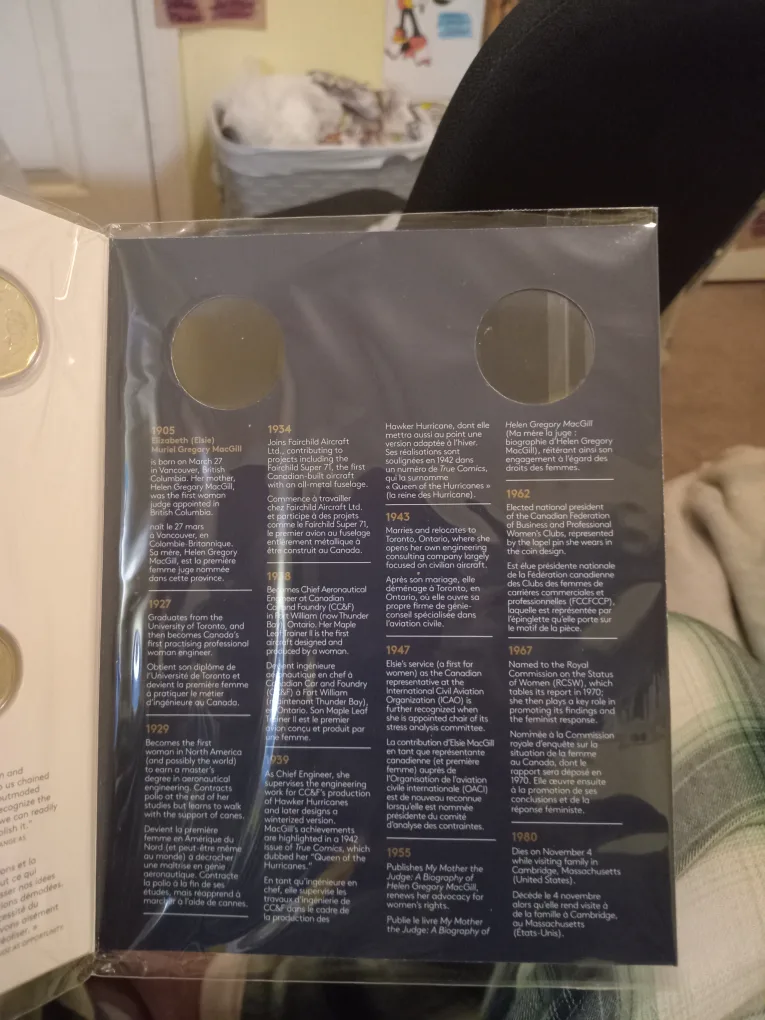 1905
Elizabeth (Elsie)
Muriel Gregory MacGill
is born on March 27
in Vancouver, British
Columbia. Her mother,
Helen Gregory MacGill,
was the first woman
judge appointed in
British Columbia.
naît le 27 mars
à Vancouver, en
Colombie-Britannique.
Sa mère, Helen Gregory
MacGill, est la première
femme juge nommée
dans cette province.
1927
Graduates from the
University of Toronto, and
then becomes Canada's
first practising professional
woman engineer.
Obtient son diplôme de
l'Université de Toronto et
devient la première femme
à pratiquer le métier
d'ingénieure au Canada.
1929
Becomes the first
woman in North America
(and possibly the world)
to earn a master's
degree in aeronautical
engineering. Contracts
polio at the end of her
studies but learns to walk
with the support of canes.
Devient la première
femme en Amérique du
Nord (et peut-être même
au monde) à décrocher
une maîtrise en génie
aéronautique. Contracte
la polio à la fin de ses
études, mais réapprend à
marcher à l'aide de cannes.
1934
Joins Fairchild Aircraft
Ltd., contributing to
projects including the
Fairchild Super 71, the first
Canadian-built aircraft
with an all-metal fuselage.
Commence à travailler
chez Fairchild Aircraft Ltd.
et participe à des projets
comme le Fairchild Super 71,
le premier avion au fuselage
entièrement métallique à
être construit au Canada.
1938
Becomes Chief Aeronautical
Engineer at Canadian
Car and Foundry (CC&F)
in Fort William (now Thunder
Bay), Ontario. Her Maple
Leaf Trainer II is the first
aircraft designed and
produced by a woman.
Devient ingénieure
aéronautique en chef à
Canadian Car and Foundry
(CC&F) à Fort William
(maintenant Thunder Bay),
en Ontario. Son Maple Leaf
Trainer II est le premier
avion conçu et produit par
une femme.
1939
As Chief Engineer, she
supervises the engineering
work for CC&F's production
of Hawker Hurricanes
and later designs a
winterized version.
MacGill's achievements
are highlighted in a 1942
issue of True Comics, which
dubbed her "Queen of the
Hurricanes."
En tant qu'ingénieure en
chef, elle supervise les
travaux d'ingénierie de
CC&F dans le cadre de
la production des
Hawker Hurricane, dont elle
mettra aussi au point une
version adaptée à l'hiver.
Ses réalisations sont
soulignées en 1942 dans
un numéro de True Comics,
qui la surnomme
« Queen of the Hurricanes »
(la reine des Hurricane).
1943
Marries and relocates to
Toronto, Ontario, where she
opens her own engineering
consulting company largely
focused on civilian aircraft.
Après son mariage, elle
déménage à Toronto, en
Ontario, où elle ouvre sa
propre firme de génie-
conseil spécialisée dans
l'aviation civile.
1947
Elsie's service (a first for
women) as the Canadian
representative at the
International Civil Aviation
Organization (ICAO) is
further recognized when
she is appointed chair of its
stress analysis committee.
La contribution d'Elsie MacGill
en tant que représentante
canadienne (et première
femme) auprès de
l'Organisation de l'aviation
civile internationale (OACI)
est de nouveau reconnue
lorsqu'elle est nommée
présidente du comité
d'analyse des contraintes.
1955
Publishes My Mother the
Judge: A Biography of
Helen Gregory MacGill,
renews her advocacy for
women's rights.
Publie le livre My Mother
the Judge: A Biography of
Helen Gregory MacGill
(Ma mère la juge :
biographie d'Helen Gregory
MacGill), réitérant ainsi son
engagement à l'égard des
droits des femmes.
1962
Elected national president
of the Canadian Federation
of Business and Professional
Women's Clubs, represented
by the lapel pin she wears in
the coin design.
Est élue présidente nationale
de la Fédération canadienne
des Clubs des femmes de
carrières commerciales et
professionnelles (FCCFCCP),
laquelle est représentée par
l'épinglette qu'elle porte sur
le motif de la pièce.
1967
Named to the Royal
Commission on the Status
of Women (RCSW), which
tables its report in 1970;
she then plays a key role in
promoting its findings and
the feminist response.
Nommée à la Commission
royale d'enquête sur la
situation de la femme
au Canada, dont le
rapport sera déposé en
1970. Elle œuvre ensuite
à la promotion de ses
conclusions et de la
réponse féministe.
1980
Dies on November 4
while visiting family in
Cambridge, Massachusetts
(United States).
Décède le 4 novembre
alors qu'elle rend visite à
de la famille à Cambridge,
au Massachusetts
(États-Unis).